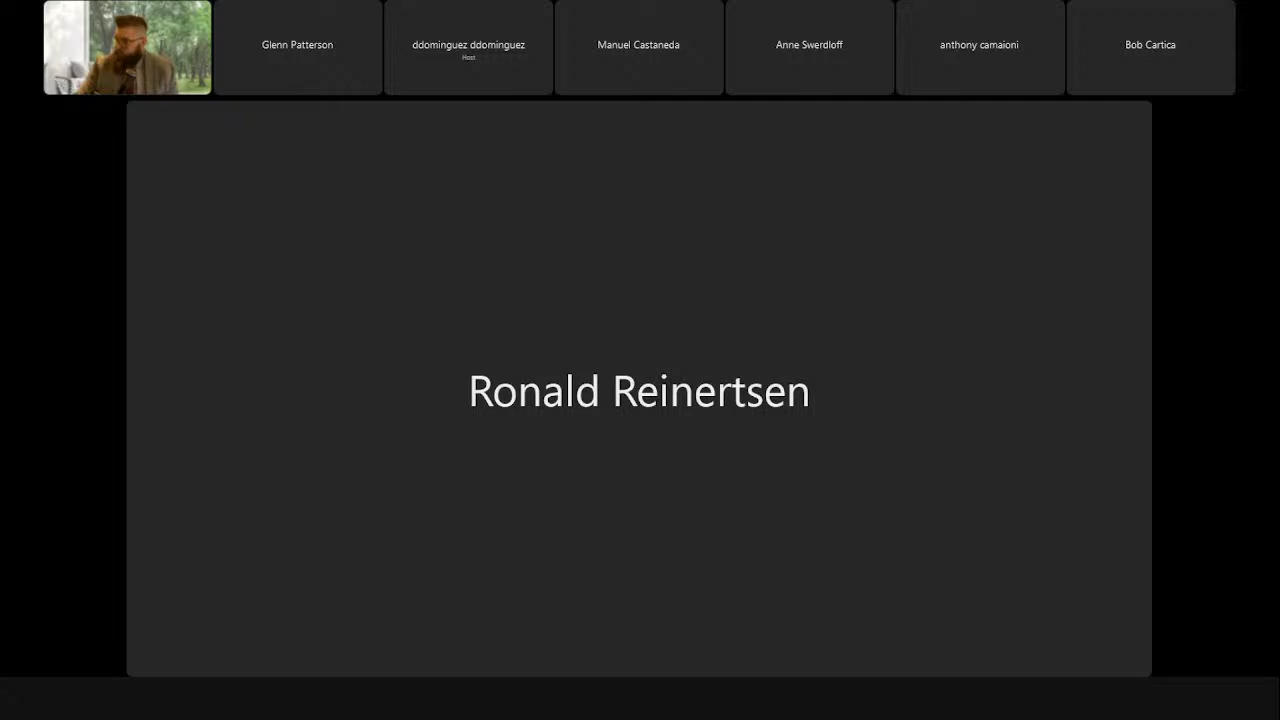 Glenn Patterson
ddominguez ddominguez
Host
Manuel Castaneda
Anne Swerdloff
anthony camaioni
Bob Cartica
Ronald Reinertsen